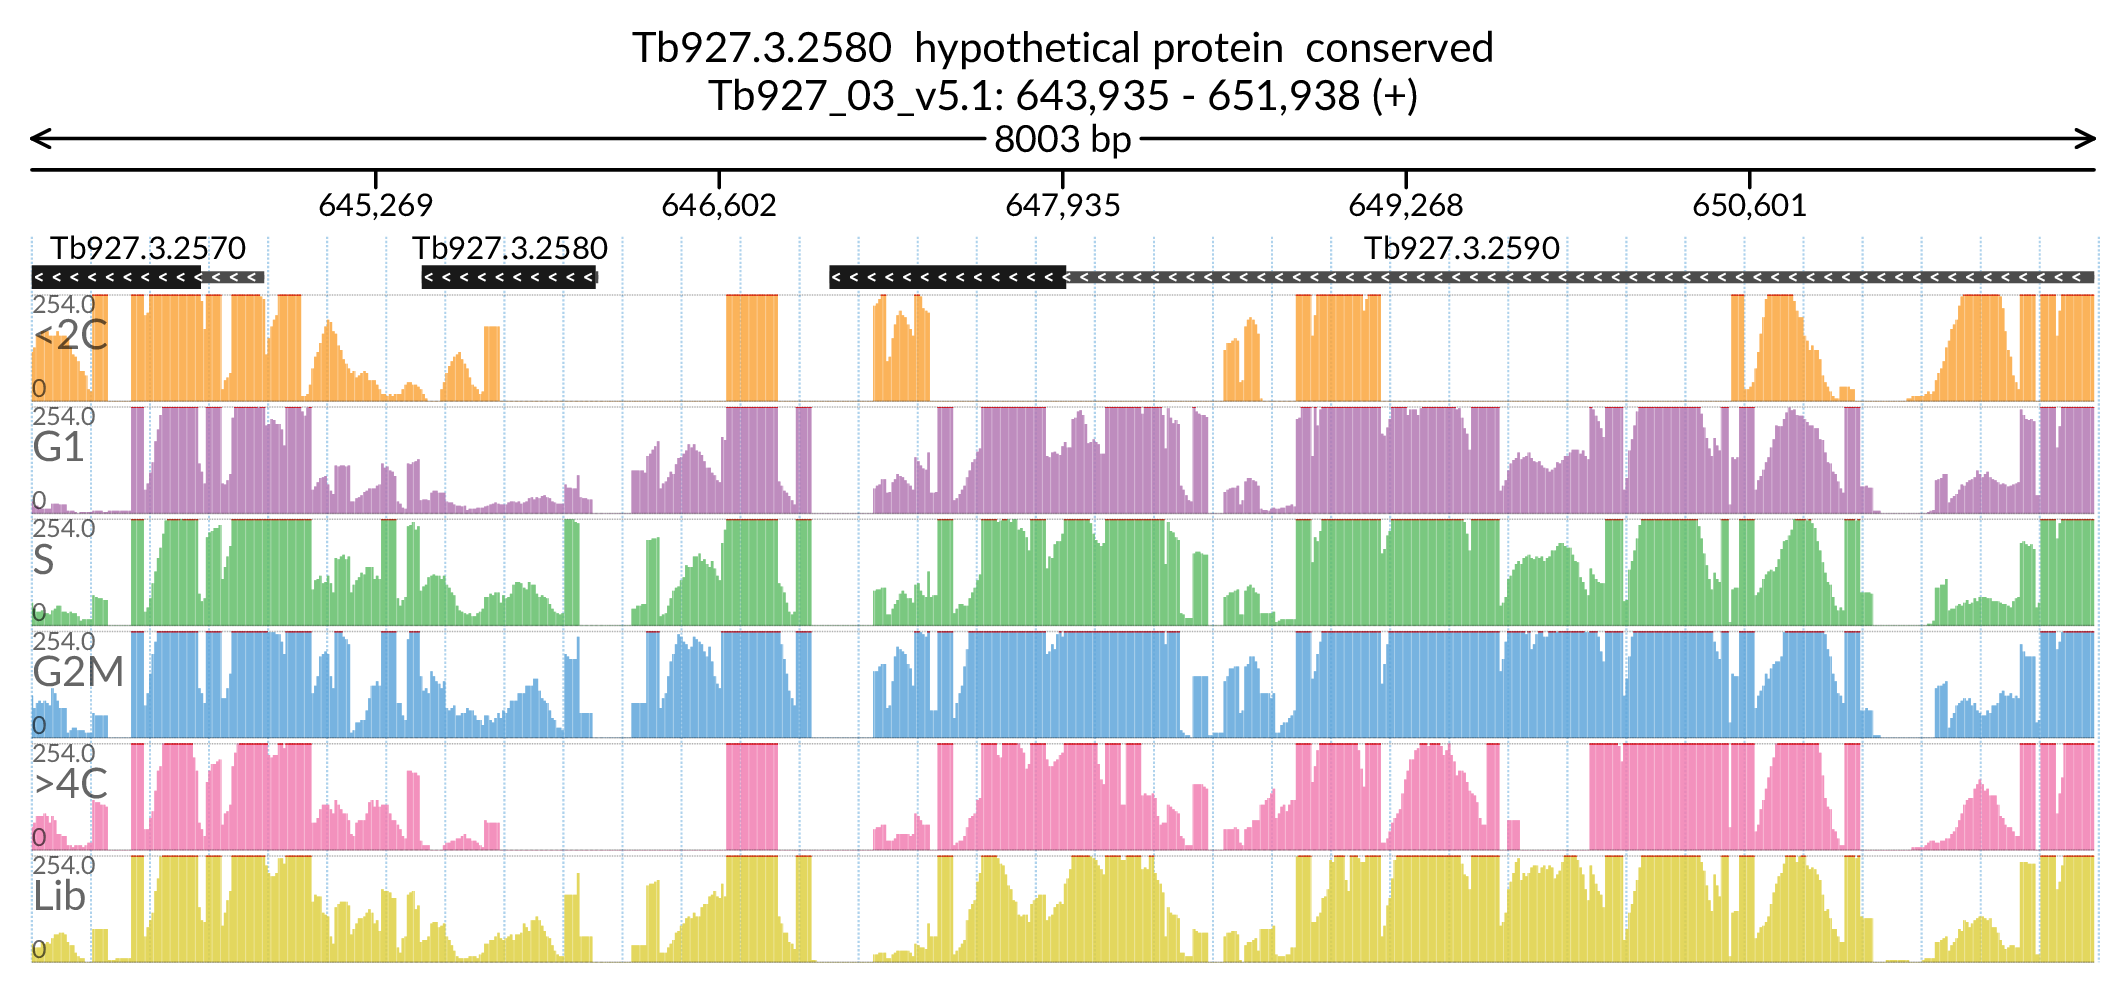 Tb927.3.2580  hypothetical protein  conserved
Tb927_03_v5.1: 643,935 - 651,938 (+)
8003 bp
645,269 646,602 647,935 649,268 650,601
Tb927.3.2570 Tb927.3.2580 Tb927.3.2590
254.0
<2C
0
254.0
G1
0
254.0
S
0
254.0
G2M
0
254.0
>4C
0
254.0
Lib
0